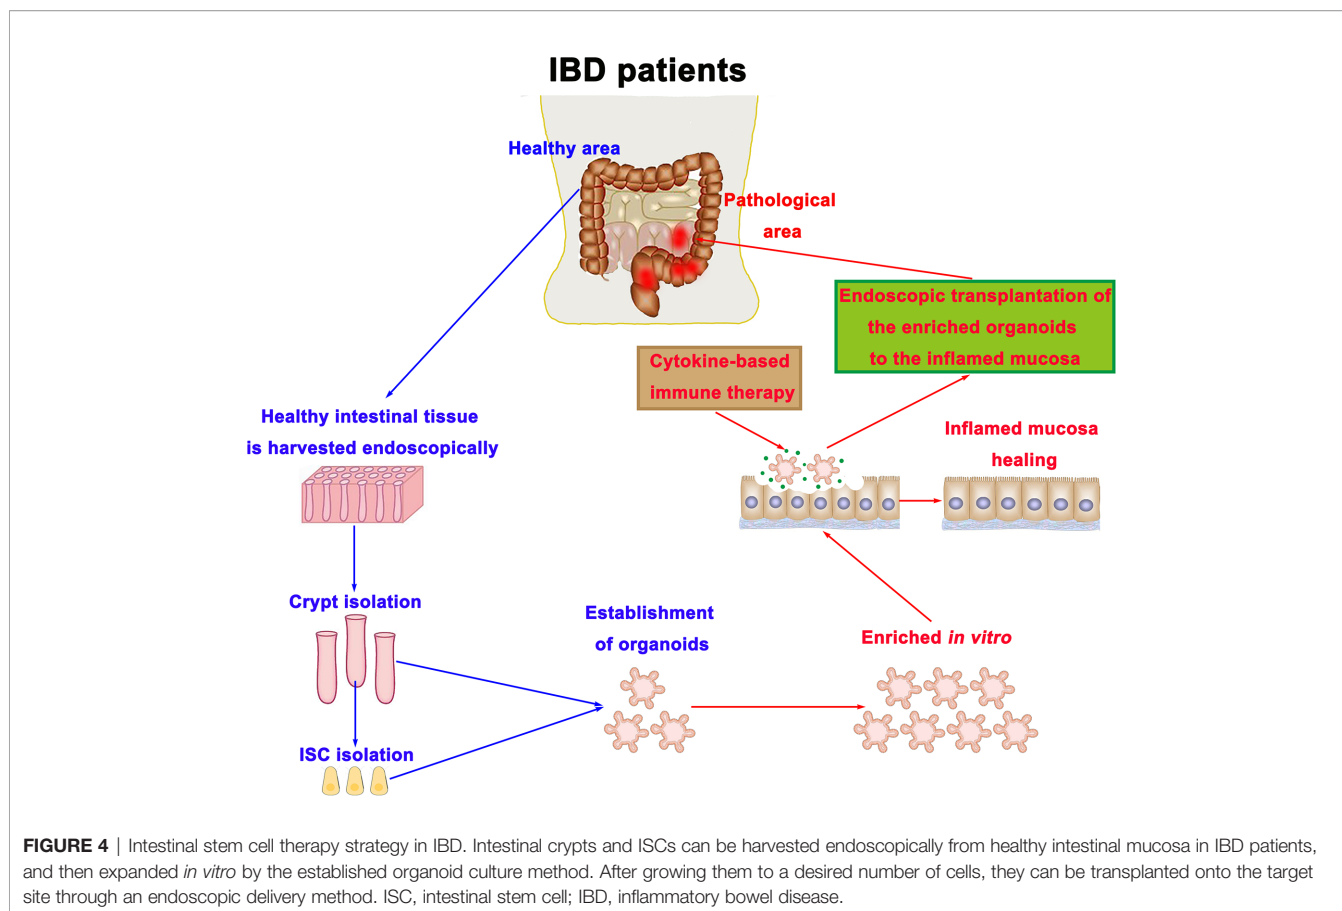 IBD patients
Healthy area
Pathological
area
Endoscopic transplantation of
the enriched organoids
to the inflamed mucosa
Cytokine-based
immune therapy
Healthy intestinal tissue
is harvested endoscopically
Inflamed mucosa
healing
Crypt isolation
Establishment
of organoids
Enriched in vitro
ISC isolation
FIGURE 4 | Intestinal stem cell therapy strategy in IBD. Intestinal crypts and ISCs can be harvested endoscopically from healthy intestinal mucosa in IBD patients,
and then expanded in vitro by the established organoid culture method. After growing them to a desired number of cells, they can be transplanted onto the target
site through an endoscopic delivery method. ISC, intestinal stem cell; IBD, inflammatory bowel disease.